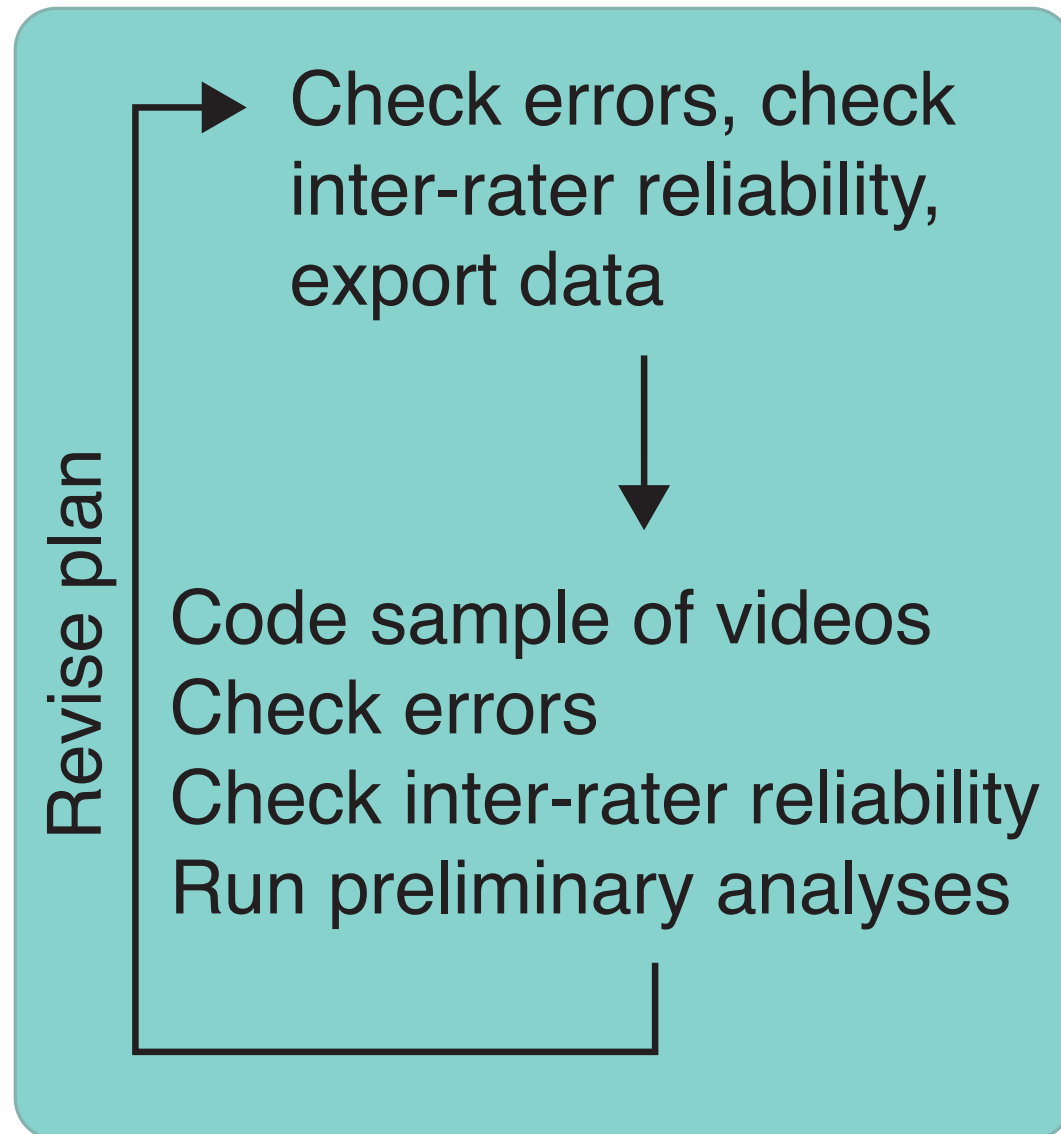 Check errors, check
inter-rater reliability,
export data
Revise plan
Code sample of videos
Check errors
Check inter-rater reliability
Run preliminary analyses